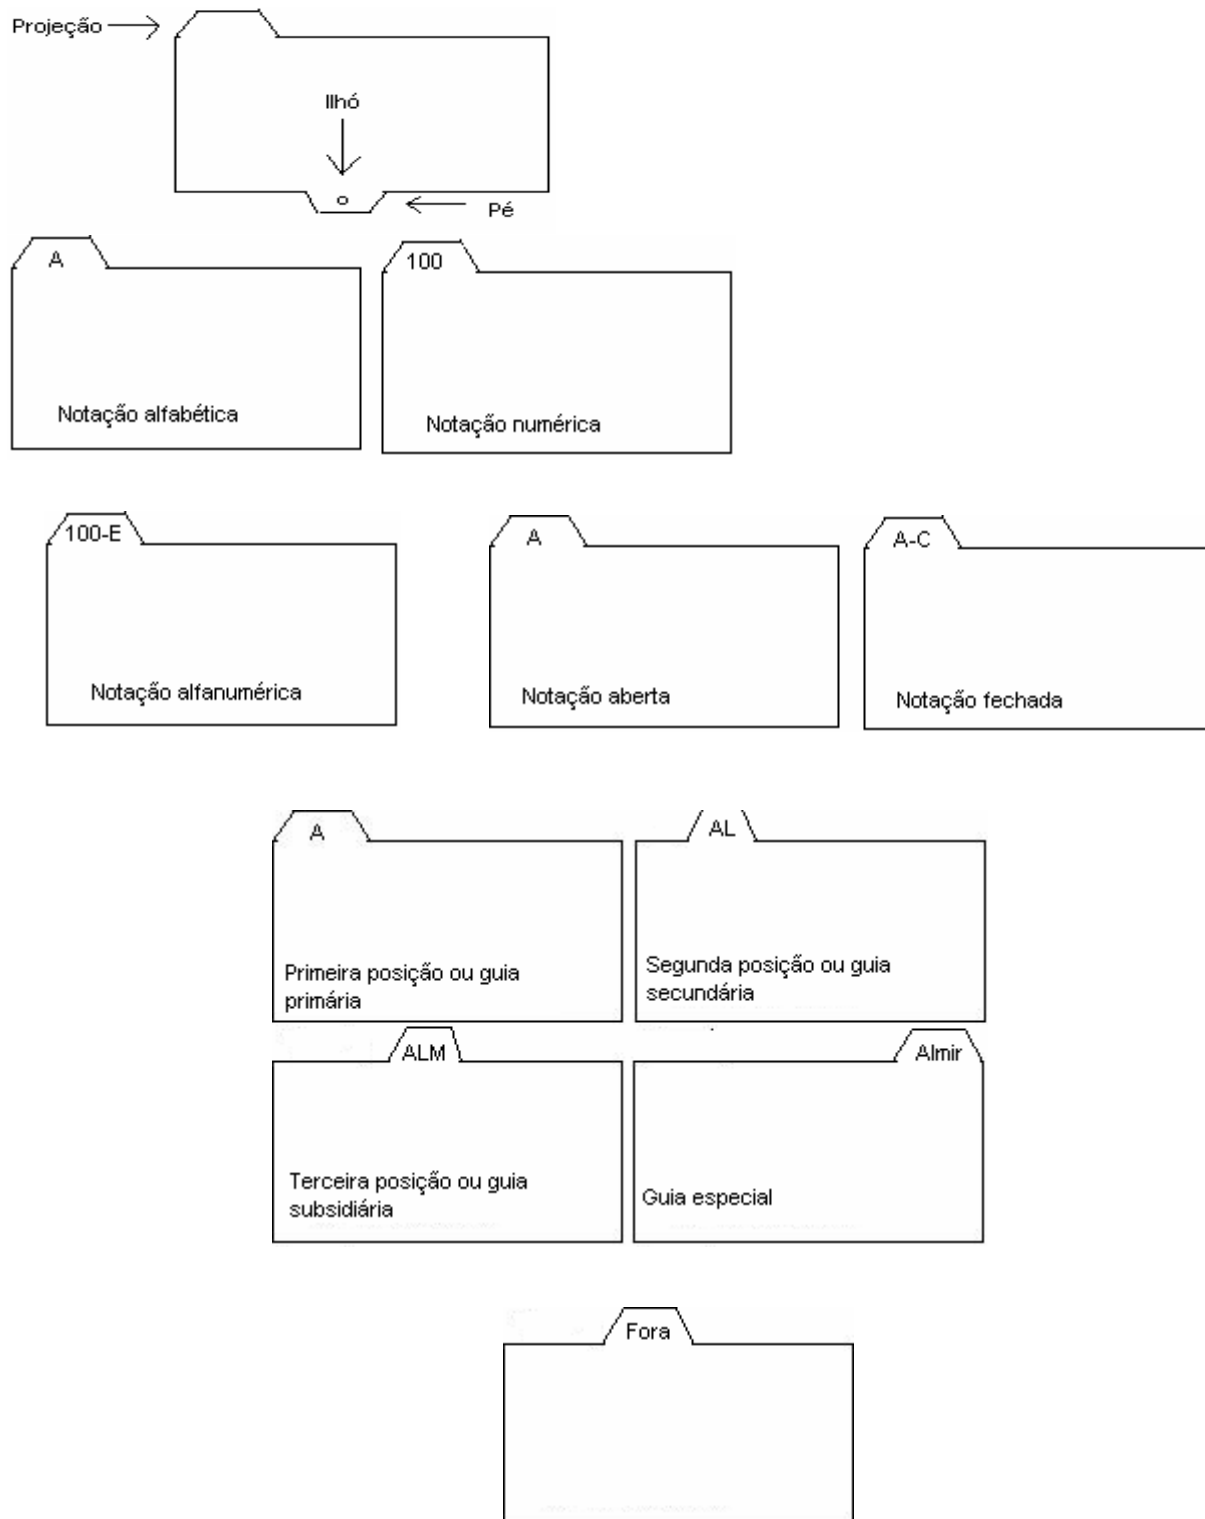 Projeção
Ilhó
o
Pé
A
100
Notação alfabética
Notação numérica
100-E
A
A-C
Notação alfanumérica
Notação aberta
Notação fechada
A
AL
Primeira posição ou guia
primária
Segunda posição ou guia
secundária
ALM
Almir
Terceira posição ou guia
subsidiária
Guia especial
Fora